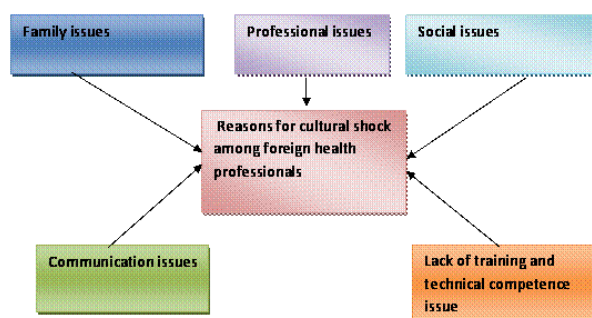 Family issues
Professional issues
Social issues
Reasons for cultural shock
among foreign health
professionals
Communication issues
Lack of training and
technical competence
issue